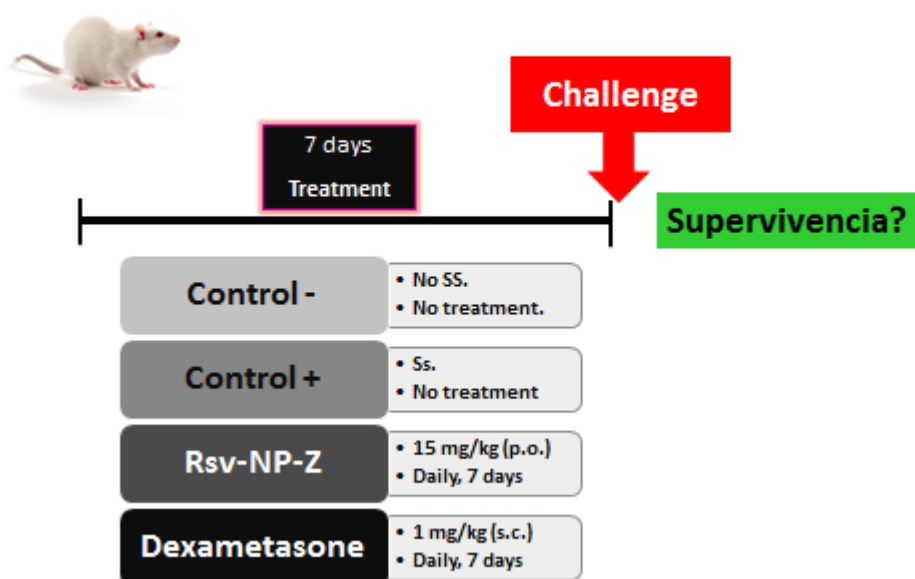 Challenge
7 days
Treatment
Supervivencia?
Control -
• No SS.
• No treatment.
Control +
• Ss.
• No treatment
Rsv-NP-Z
• 15 mg/kg (p.o.)
• Daily, 7 days
Dexametasone
• 1 mg/kg (s.c.)
• Daily, 7 days